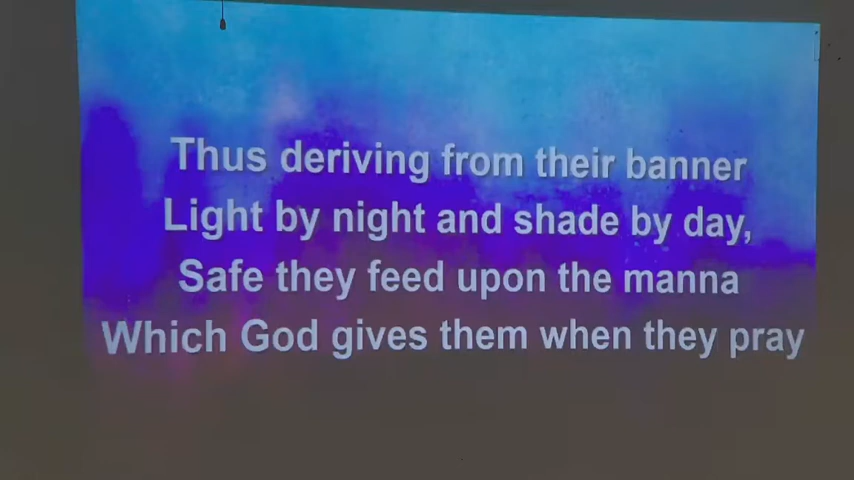 Thus deriving from their banner
Light by night and shade by day,
Safe they feed upon the manna
Which God gives them when they pray